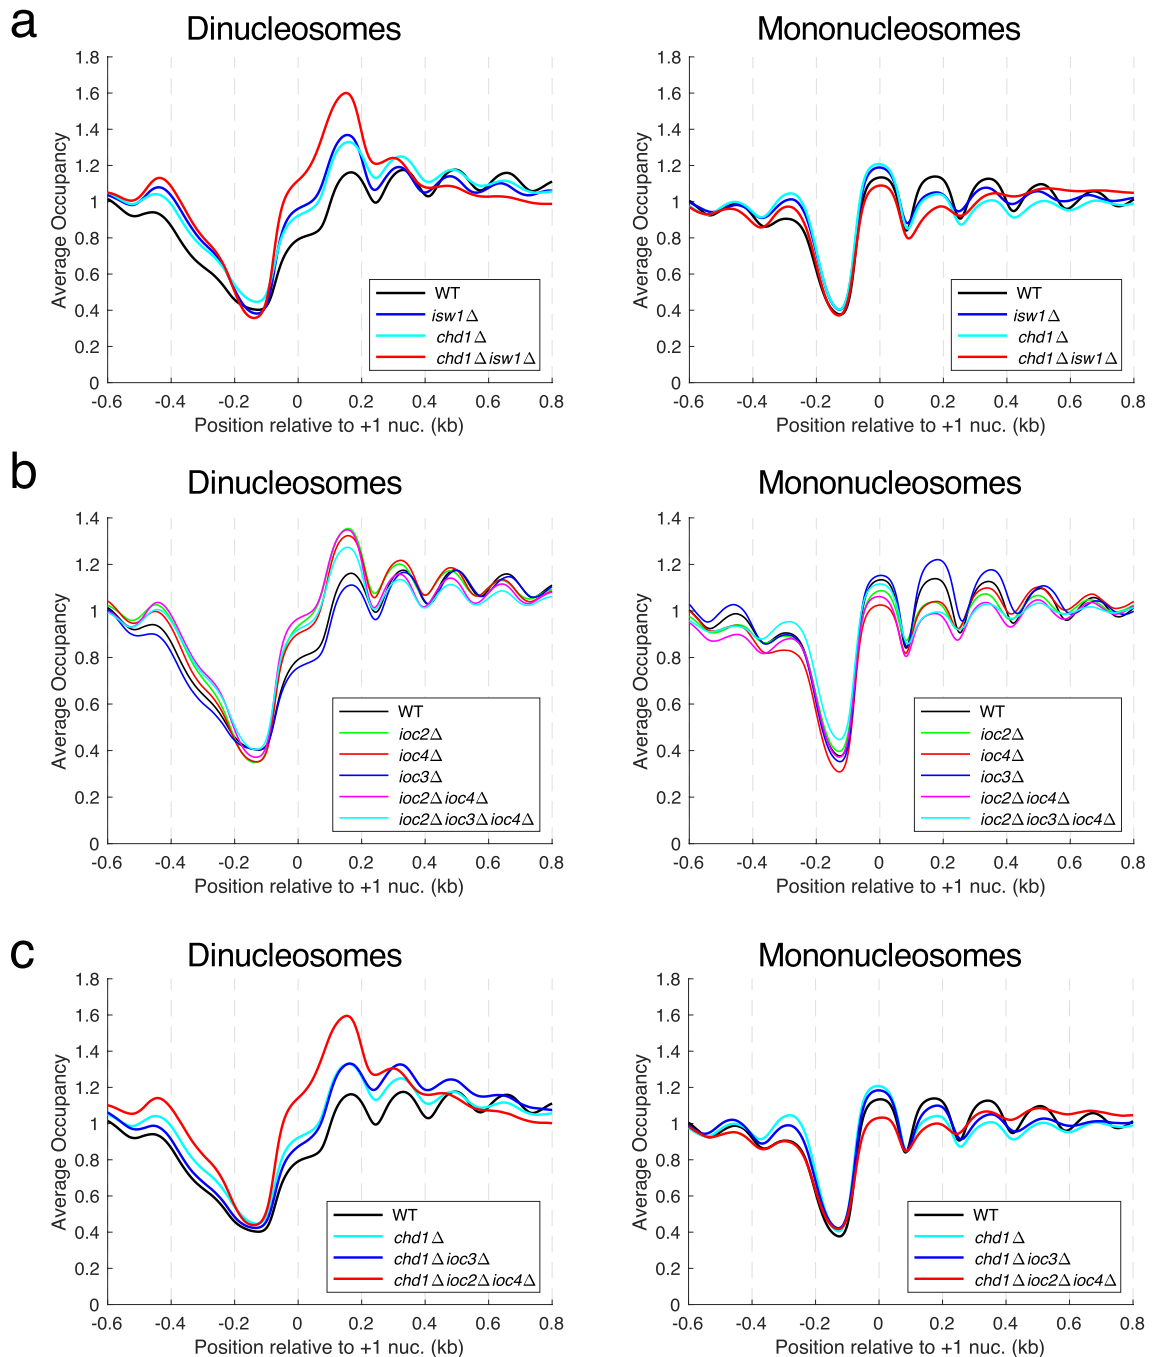 a
Dinucleosomes
Average Occupancy
1.8
1.6
1.4
1.2
1
0.8
0.6
0.4
0.2
0
WT
isw1Δ
chd1Δ
chd1Δisw1Δ
-0.6 -0.4 -0.2 0 0.2 0.4 0.6 0.8
Position relative to +1 nuc. (kb)
Mononucleosomes
Average Occupancy
1.8
1.6
1.4
1.2
1
0.8
0.6
0.4
0.2
0
WT
isw1Δ
chd1Δ
chd1Δisw1Δ
-0.6 -0.4 -0.2 0 0.2 0.4 0.6 0.8
Position relative to +1 nuc. (kb)
b
Dinucleosomes
Average Occupancy
1.4
1.2
1
0.8
0.6
0.4
0.2
0
WT
ioc2Δ
ioc4Δ
ioc3Δ
ioc2Δioc4Δ
ioc2Δioc3Δioc4Δ
-0.6 -0.4 -0.2 0 0.2 0.4 0.6 0.8
Position relative to +1 nuc. (kb)
Mononucleosomes
Average Occupancy
1.4
1.2
1
0.8
0.6
0.4
0.2
0
WT
ioc2Δ
ioc4Δ
ioc3Δ
ioc2Δioc4Δ
ioc2Δioc3Δioc4Δ
-0.6 -0.4 -0.2 0 0.2 0.4 0.6 0.8
Position relative to +1 nuc. (kb)
c
Dinucleosomes
Average Occupancy
1.8
1.6
1.4
1.2
1
0.8
0.6
0.4
0.2
0
WT
chd1Δ
chd1Δioc3Δ
chd1Δioc2Δioc4Δ
-0.6 -0.4 -0.2 0 0.2 0.4 0.6 0.8
Position relative to +1 nuc. (kb)
Mononucleosomes
Average Occupancy
1.8
1.6
1.4
1.2
1
0.8
0.6
0.4
0.2
0
WT
chd1Δ
chd1Δioc3Δ
chd1Δioc2Δioc4Δ
-0.6 -0.4 -0.2 0 0.2 0.4 0.6 0.8
Position relative to +1 nuc. (kb)